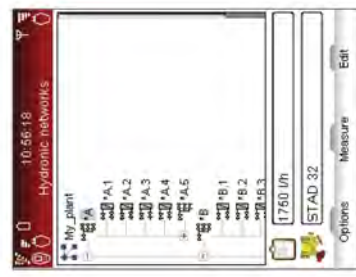 10:56:18
Hydronic networks
My_plant
*A
*A.1
*A.2
*A.3
*A.4
*A.5
*B
*B.1
*B.2
*B.3
1760 l/h
STAD 32
Options Measure Edit